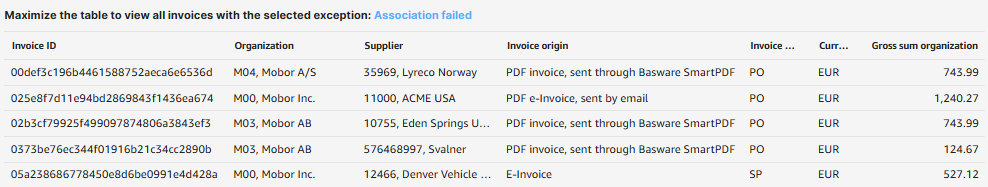 Maximize the table to view all invoices with the selected exception: Association failed
Invoice ID Organization Supplier Invoice origin Invoice ... Curr... Gross sum organization
00def3c196b4461588752aeca6e6536d M04, Mobor A/S 35969, Lyreco Norway PDF invoice, sent through Basware SmartPDF PO EUR 743.99
025e8f7d11e94bd2869843f1436ea674 M00, Mobor Inc. 11000, ACME USA PDF e-Invoice, sent by email PO EUR 1,240.27
02b3cf79925f499097874806a3843ef3 M03, Mobor AB 10755, Eden Springs U... PDF invoice, sent through Basware SmartPDF PO EUR 743.99
0373be76ec344f01916b21c34cc2890b M03, Mobor AB 576468997, Svalner PDF invoice, sent through Basware SmartPDF PO EUR 124.67
05a238686778450e8d6be0991e4d428a M00, Mobor Inc. 12466, Denver Vehicle ... E-Invoice SP EUR 527.12